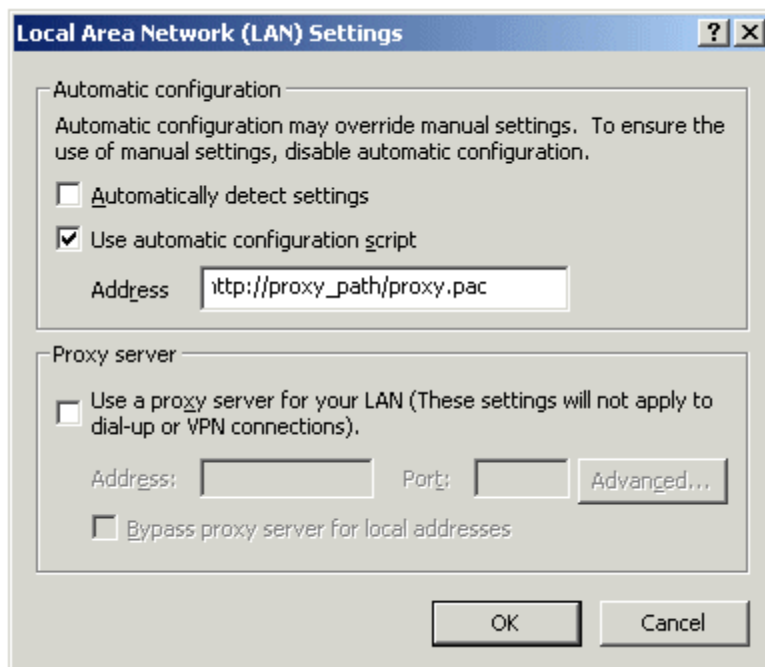 Local Area Network (LAN) Settings
Automatic configuration
Automatic configuration may override manual settings. To ensure the
use of manual settings, disable automatic configuration.
Automatically detect settings
Use automatic configuration script
Address ttp://proxy_path/proxy.pac
Proxy server
Use a proxy server for your LAN (These settings will not apply to
dial-up or VPN connections).
Address: Port: Advanced...
Bypass proxy server for local addresses
OK Cancel